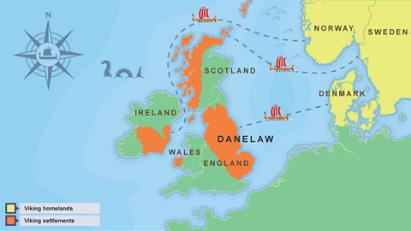 N
NORWAY
SWEDEN
SCOTLAND
DENMARK
IRELAND
DANELAW
WALES
ENGLAND
Viking homelands
Viking settlements